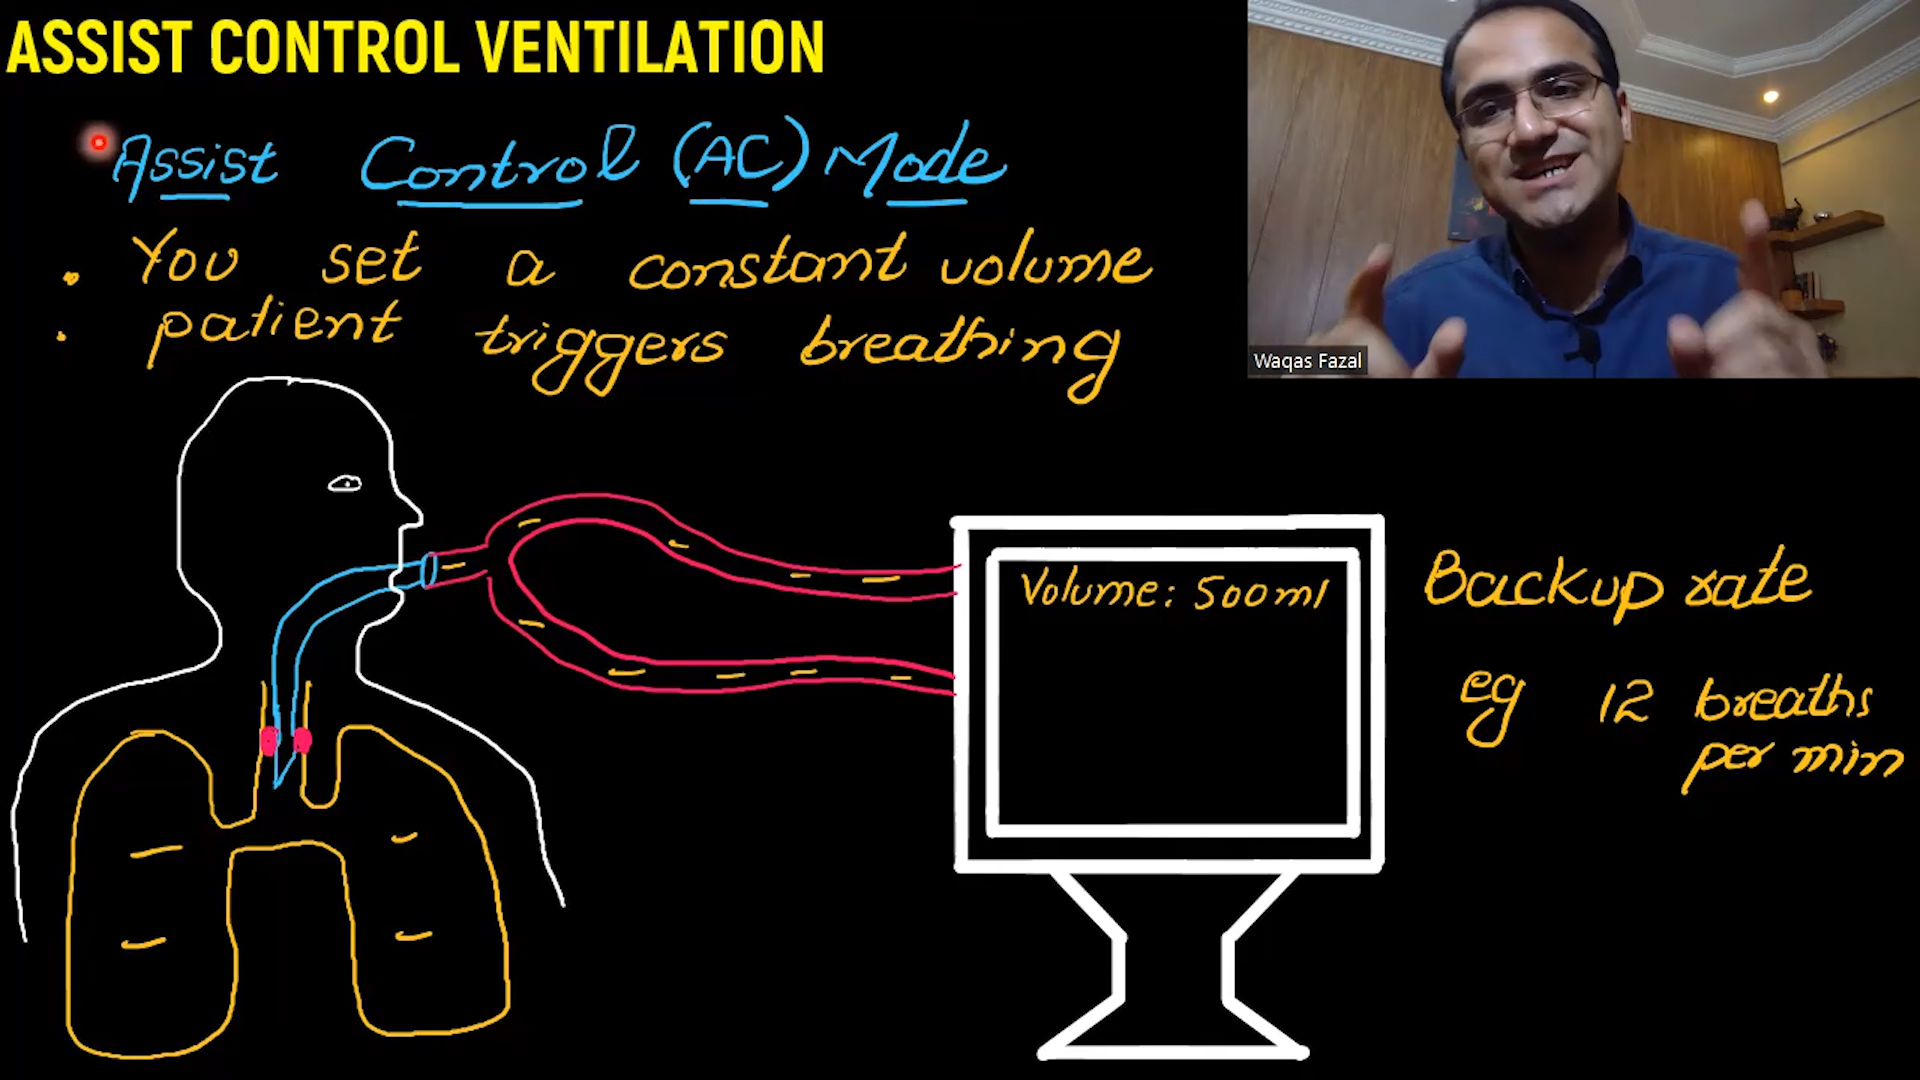 ASSIST CONTROL VENTILATION
Assist Control (AC) Mode
• You set a constant volume
• patient triggers breathing
Waqas Fazal
Volume: 500ml
Backup rate
eg 12 breaths
per min